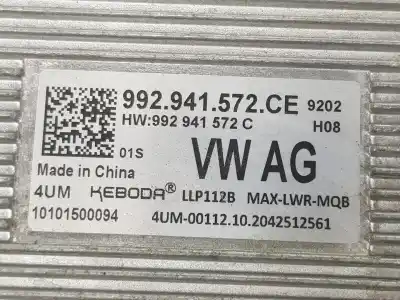 992.941.572.CE 9202
HW:992 941 572 C H08
01S VW AG
Made in China
4UM KEBODA® LLP112B MAX-LWR-MQB
10101500094 4UM-00112.10.2042512561